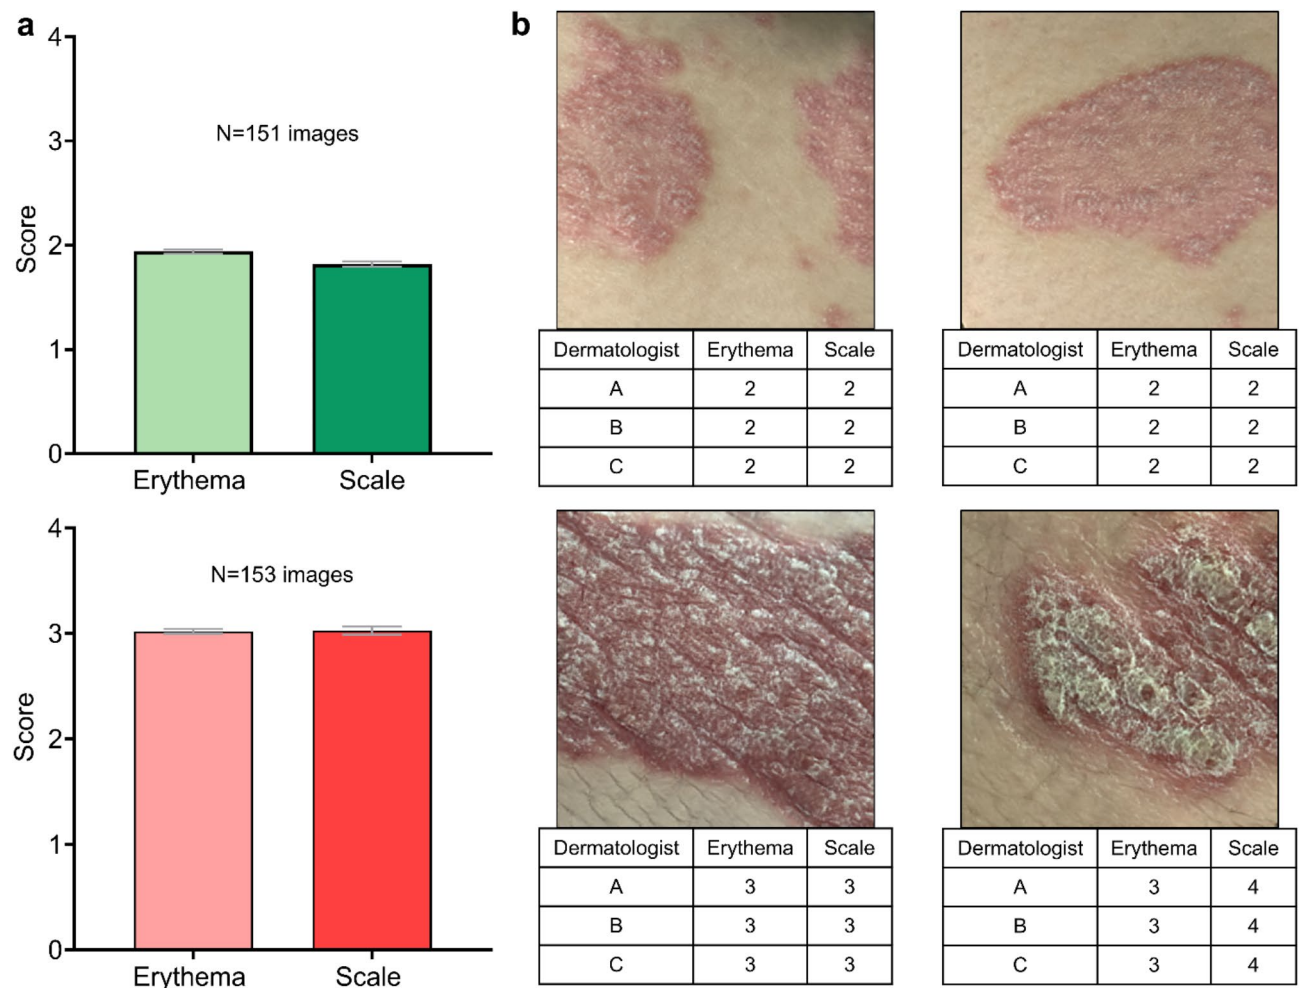 a
4
3
2
1
0
Score
N=151 images
Erythema Scale
4
3
2
1
0
Score
N=153 images
Erythema Scale
b
Dermatologist Erythema Scale
A 2 2
B 2 2
C 2 2
Dermatologist Erythema Scale
A 2 2
B 2 2
C 2 2
Dermatologist Erythema Scale
A 3 3
B 3 3
C 3 3
Dermatologist Erythema Scale
A 3 4
B 3 4
C 3 4